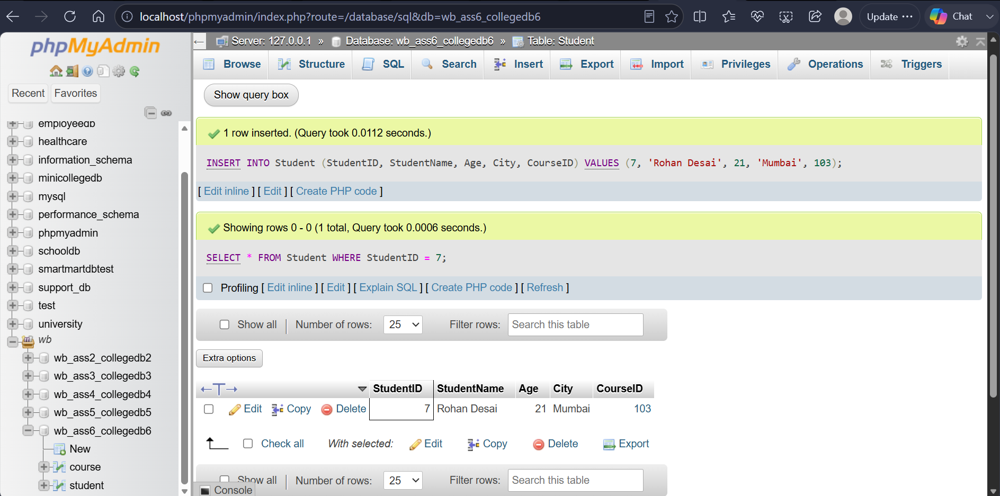 localhost/phpmyadmin/index.php?route=/database/sql&db=wb_ass6_collegedb6
Update
Chat
phpMyAdmin
Recent
Favorites
employeedb
healthcare
information_schema
minicollegedb
mysql
performance_schema
phpmyadmin
schooldb
smartmartdbtest
support_db
test
university
wb
wb_ass2_collegedb2
wb_ass3_collegedb3
wb_ass4_collegedb4
wb_ass5_collegedb5
wb_ass6_collegedb6
New
course
student
Server: 127.0.0.1 » Database: wb_ass6_collegedb6 » Table: Student
Browse Structure SQL Search Insert Export Import Privileges Operations Triggers
Show query box
1 row inserted. (Query took 0.0112 seconds.)
INSERT INTO Student (StudentID, StudentName, Age, City, CourseID) VALUES (7, 'Rohan Desai', 21, 'Mumbai', 103);
[ Edit inline ] [ Edit ] [ Create PHP code ]
Showing rows 0 - 0 (1 total, Query took 0.0006 seconds.)
SELECT * FROM Student WHERE StudentID = 7;
Profiling [ Edit inline ] [ Edit ] [ Explain SQL ] [ Create PHP code ] [ Refresh ]
Show all Number of rows: 25 Filter rows: Search this table
Extra options
StudentID StudentName Age City CourseID
Edit Copy Delete 7 Rohan Desai 21 Mumbai 103
Check all With selected: Edit Copy Delete Export
Show all Number of rows: 25 Filter rows: Search this table
Console